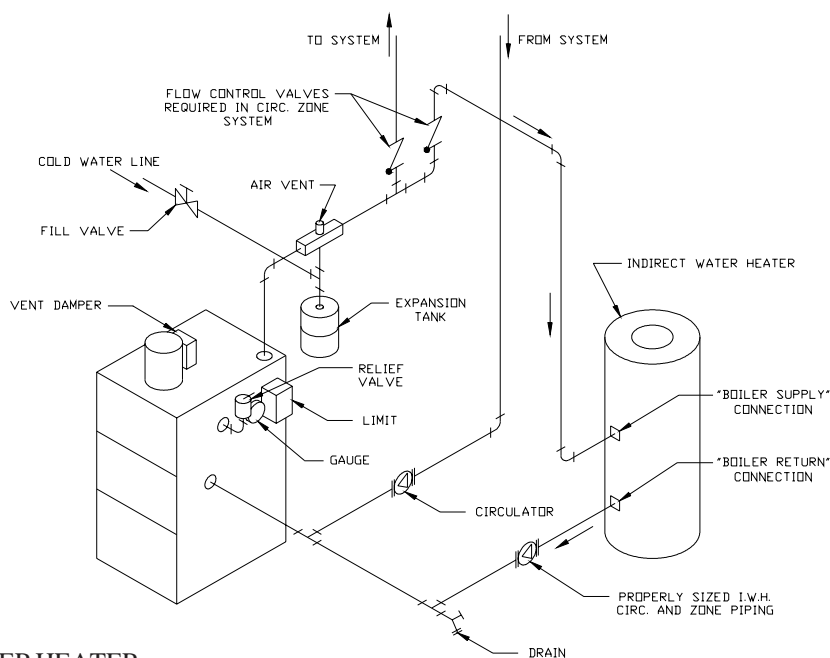 TO SYSTEM
FROM SYSTEM
FLOW CONTROL VALVES
REQUIRED IN CIRC. ZONE
SYSTEM
COLD WATER LINE
AIR VENT
FILL VALVE
INDIRECT WATER HEATER
VENT DAMPER
EXPANSION
TANK
RELIEF
VALVE
LIMIT
GAUGE
"BOILER SUPPLY"
CONNECTION
"BOILER RETURN"
CONNECTION
CIRCULATOR
PROPERLY SIZED I.W.H.
CIRC. AND ZONE PIPING
DRAIN